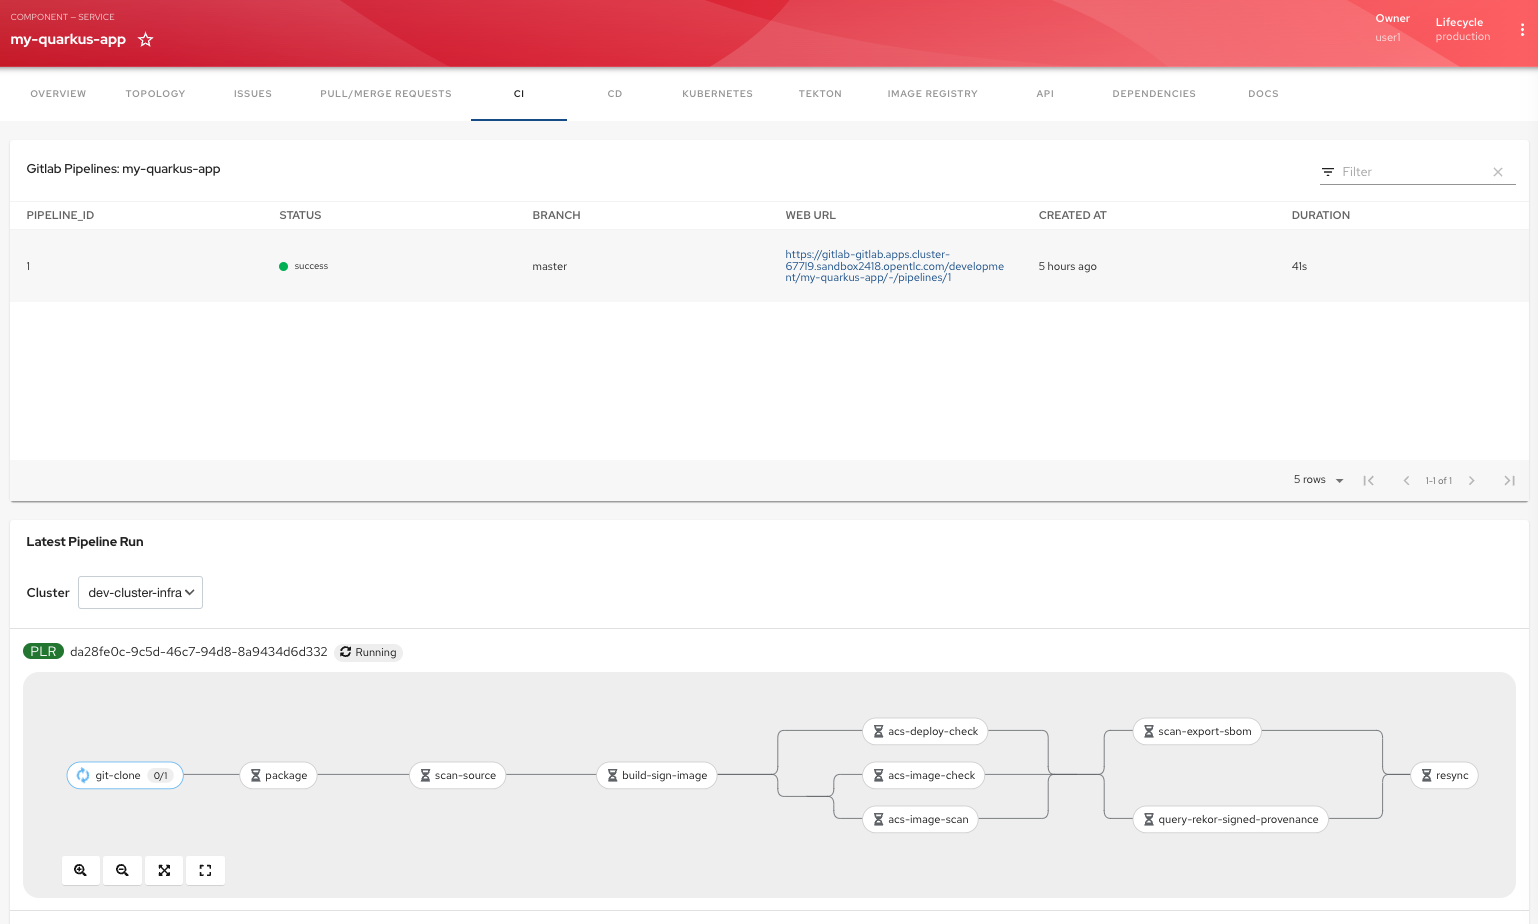 COMPONENT — SERVICE
my-quarkus-app
Owner
user1
Lifecycle
production
OVERVIEW
TOPOLOGY
ISSUES
PULL/MERGE REQUESTS
CI
CD
KUBERNETES
TEKTON
IMAGE REGISTRY
API
DEPENDENCIES
DOCS
Gitlab Pipelines: my-quarkus-app
Filter
PIPELINE_ID
STATUS
BRANCH
WEB URL
CREATED AT
DURATION
1
success
master
https://gitlab-gitlab.apps.cluster-
67719.sandbox2418.opentlc.com/developme
nt/my-quarkus-app/-/pipelines/1
5 hours ago
41s
5 rows
1-1 of 1
Latest Pipeline Run
Cluster
dev-cluster-infra
PLR
da28fe0c-9c5d-46c7-94d8-8a9434d6d332
Running
git-clone
0/1
package
scan-source
build-sign-image
acs-deploy-check
acs-image-check
acs-image-scan
scan-export-sbom
query-rekor-signed-provenance
resync